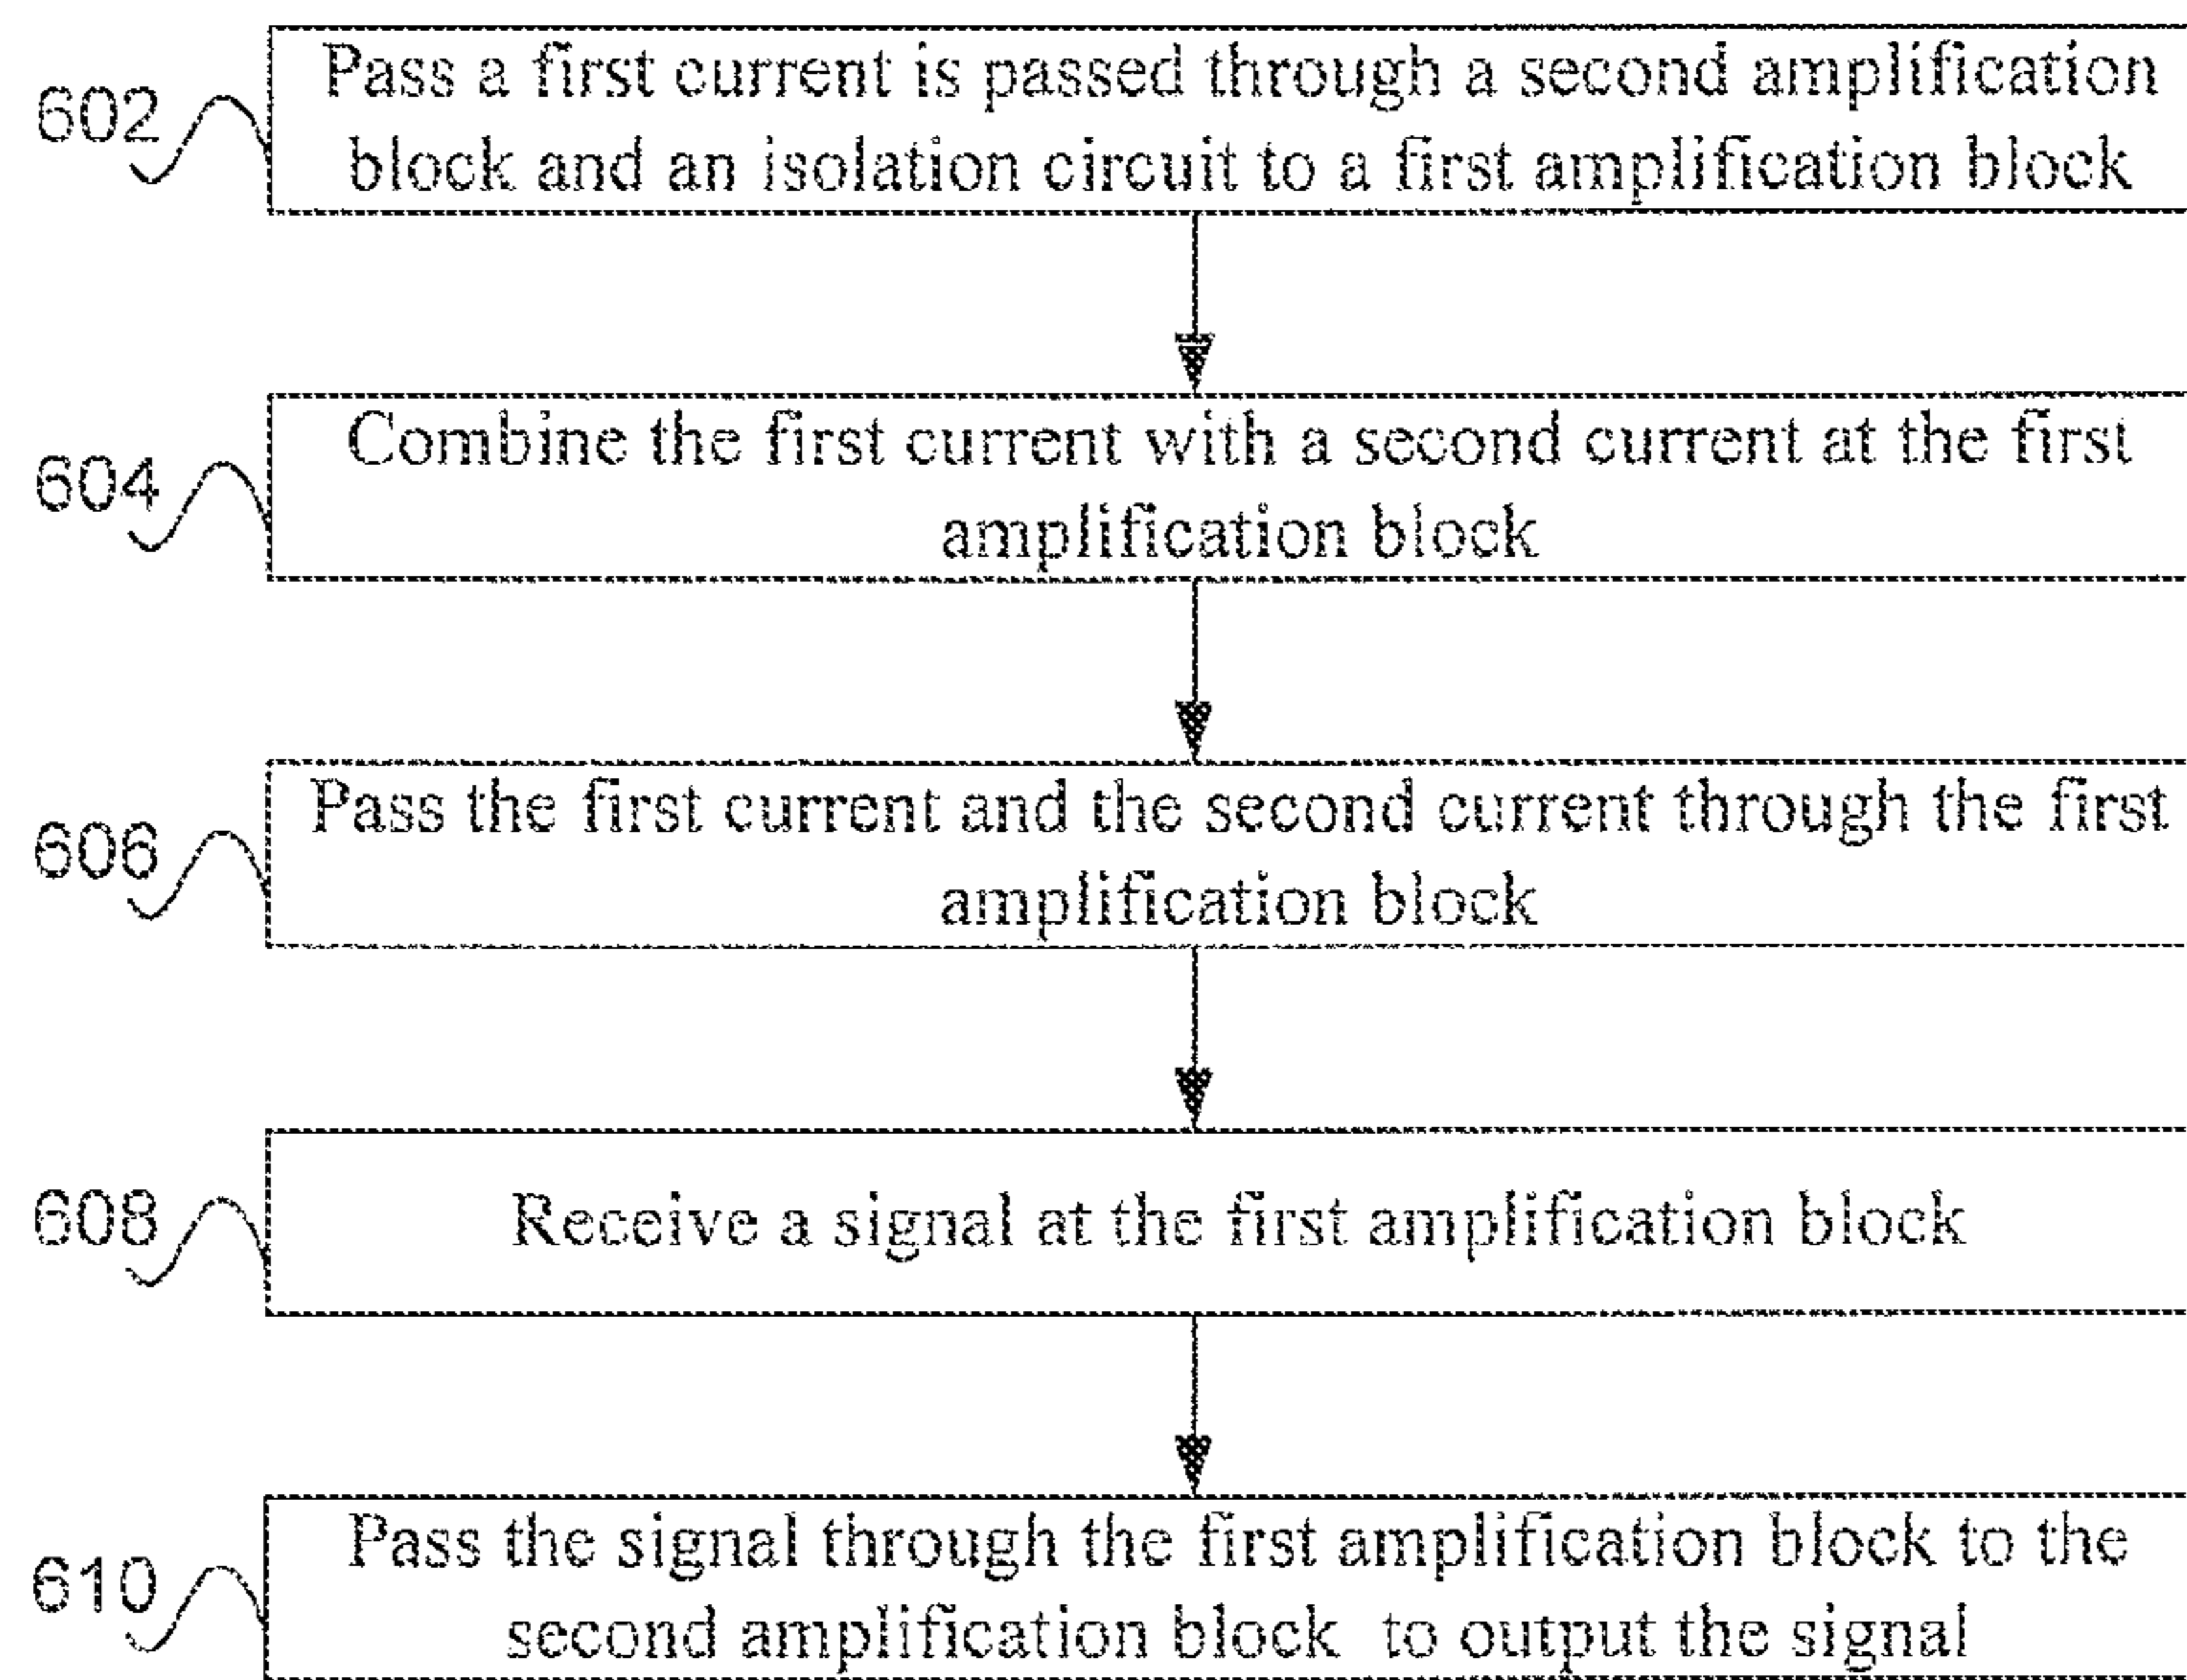 Pass a first current is passed through a second amplification
602
block and an isolation circuit to a first amplification block
Combine the first current with a second current at the first
604
amplification block
Pass the first current and the second current through the first
606
amplification block
608
Receive a signal at the first amplification block
Pass the signal through the first amplification block to the
610
second amplification block to output the signal